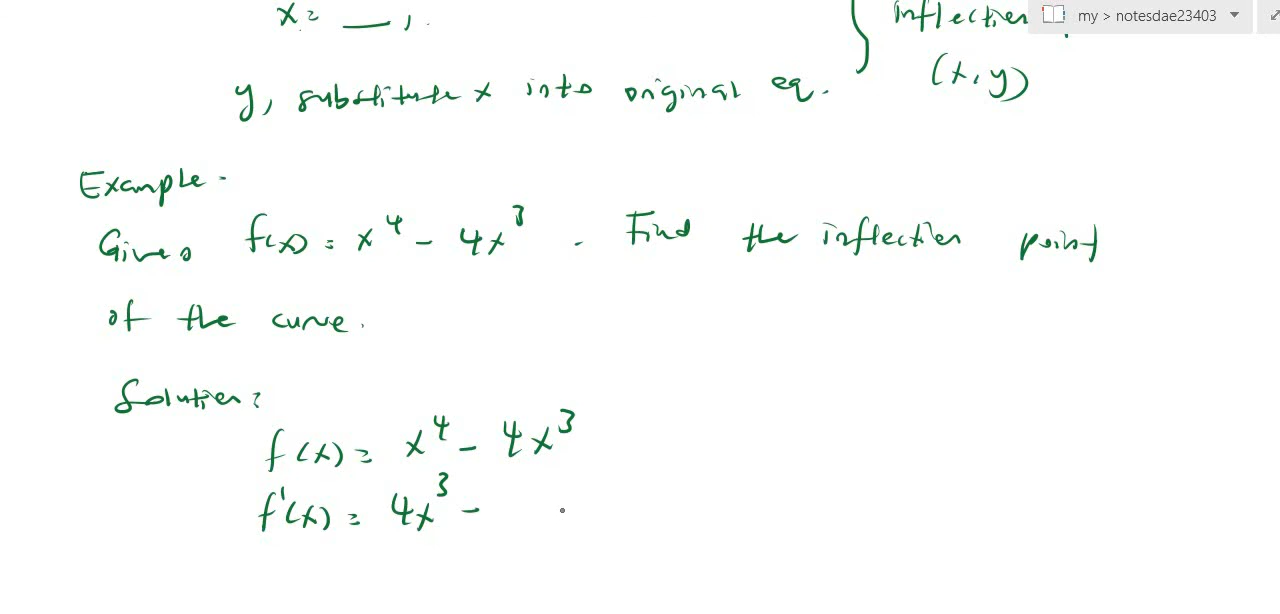 x = __,
inflection
my > notesdae23403
(x, y)
y, substitute x into original eq.
Example.
Given f(x) = x⁴ - 4x³. Find the inflection point
of the curve.
Solution:
f(x) = x⁴ - 4x³
f'(x) = 4x³ -